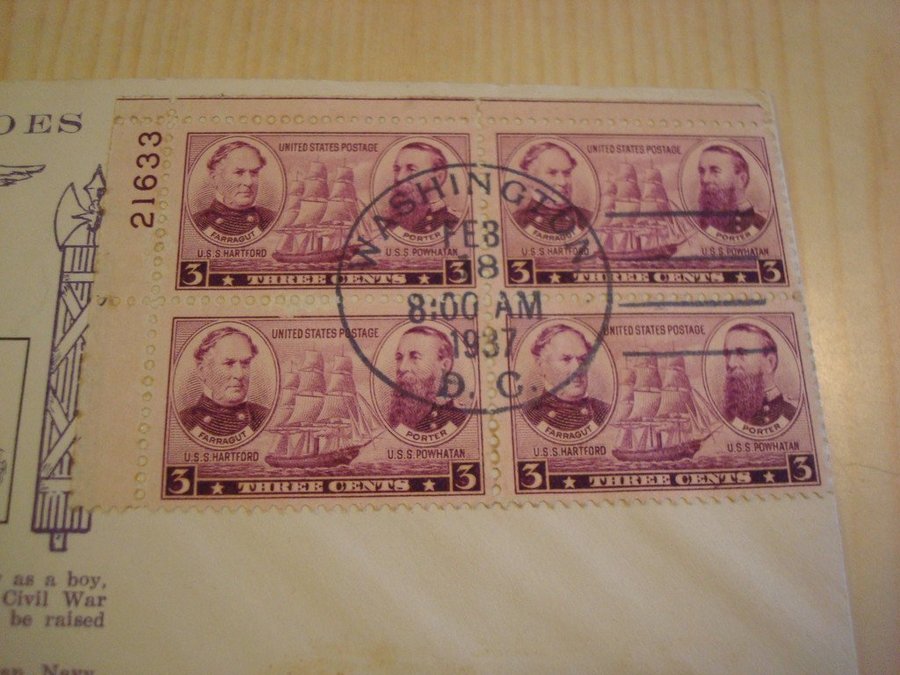 OES
21633
UNITED STATES POSTAGE
FARRAGUT
PORTER
U.S.S. HARTFORD
U.S.S. POWHATAN
3 THREE CENTS 3
UNITED STATES POSTAGE
FARRAGUT
PORTER
U.S.S. HARTFORD
U.S.S. POWHATAN
3 THREE CENTS 3
WASHINGTON
FEB
18
8:00 AM
1937
D. C.
UNITED STATES POSTAGE
FARRAGUT
PORTER
U.S.S. HARTFORD
U.S.S. POWHATAN
3 THREE CENTS 3
UNITED STATES POSTAGE
FARRAGUT
PORTER
U.S.S. HARTFORD
U.S.S. POWHATAN
3 THREE CENTS 3
as a boy,
Civil War
be raised
Navy